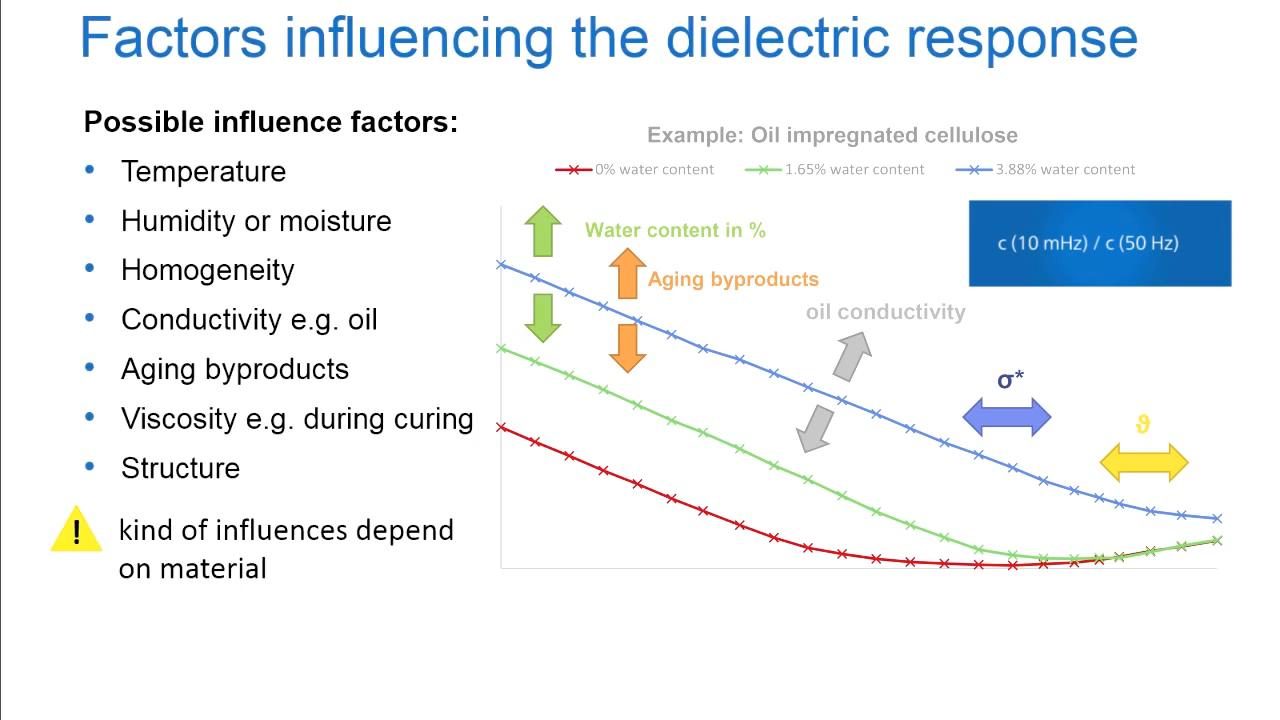 Factors influencing the dielectric response
Possible influence factors:
• Temperature
• Humidity or moisture
• Homogeneity
• Conductivity e.g. oil
• Aging byproducts
• Viscosity e.g. during curing
• Structure
! kind of influences depend
on material
Example: Oil impregnated cellulose
0% water content 1.65% water content 3.88% water content
Water content in %
Aging byproducts
oil conductivity
c (10 mHz) / c (50 Hz)
σ*
ϑ